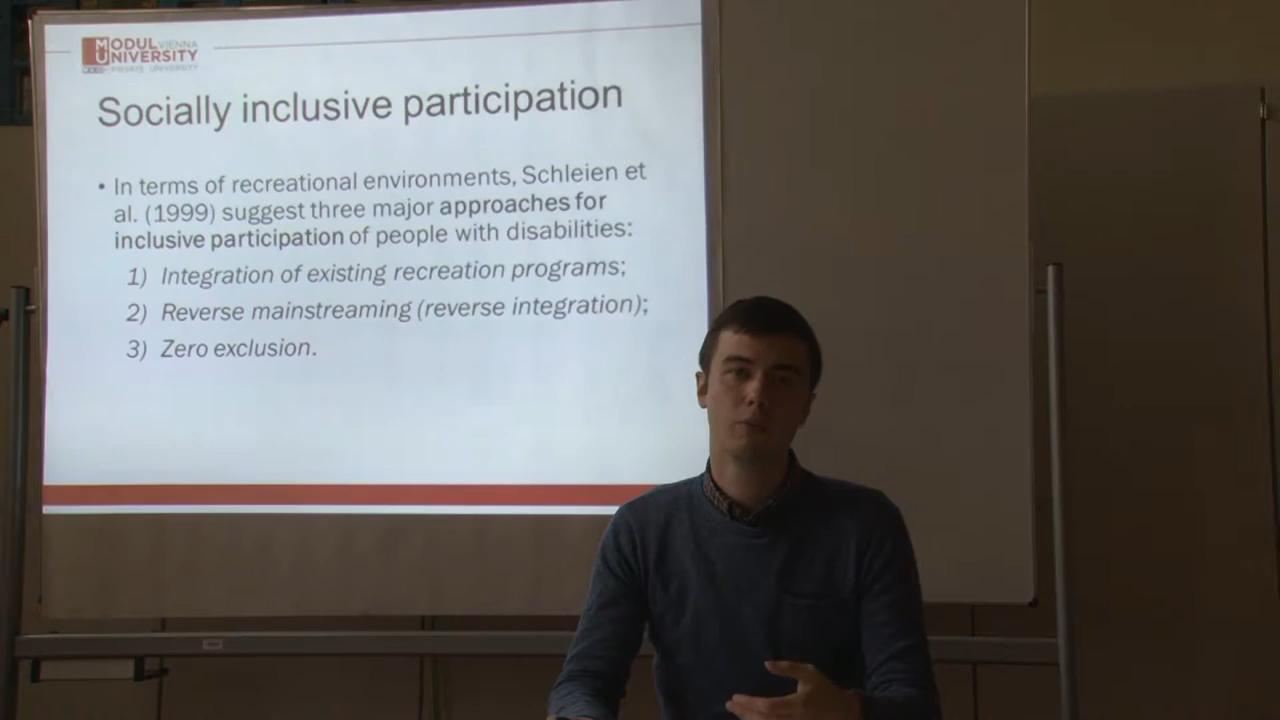 MODUL VIENNA
UNIVERSITY
PRIVATE UNIVERSITY
Socially inclusive participation
• In terms of recreational environments, Schleien et
al. (1999) suggest three major approaches for
inclusive participation of people with disabilities:
1) Integration of existing recreation programs;
2) Reverse mainstreaming (reverse integration);
3) Zero exclusion.